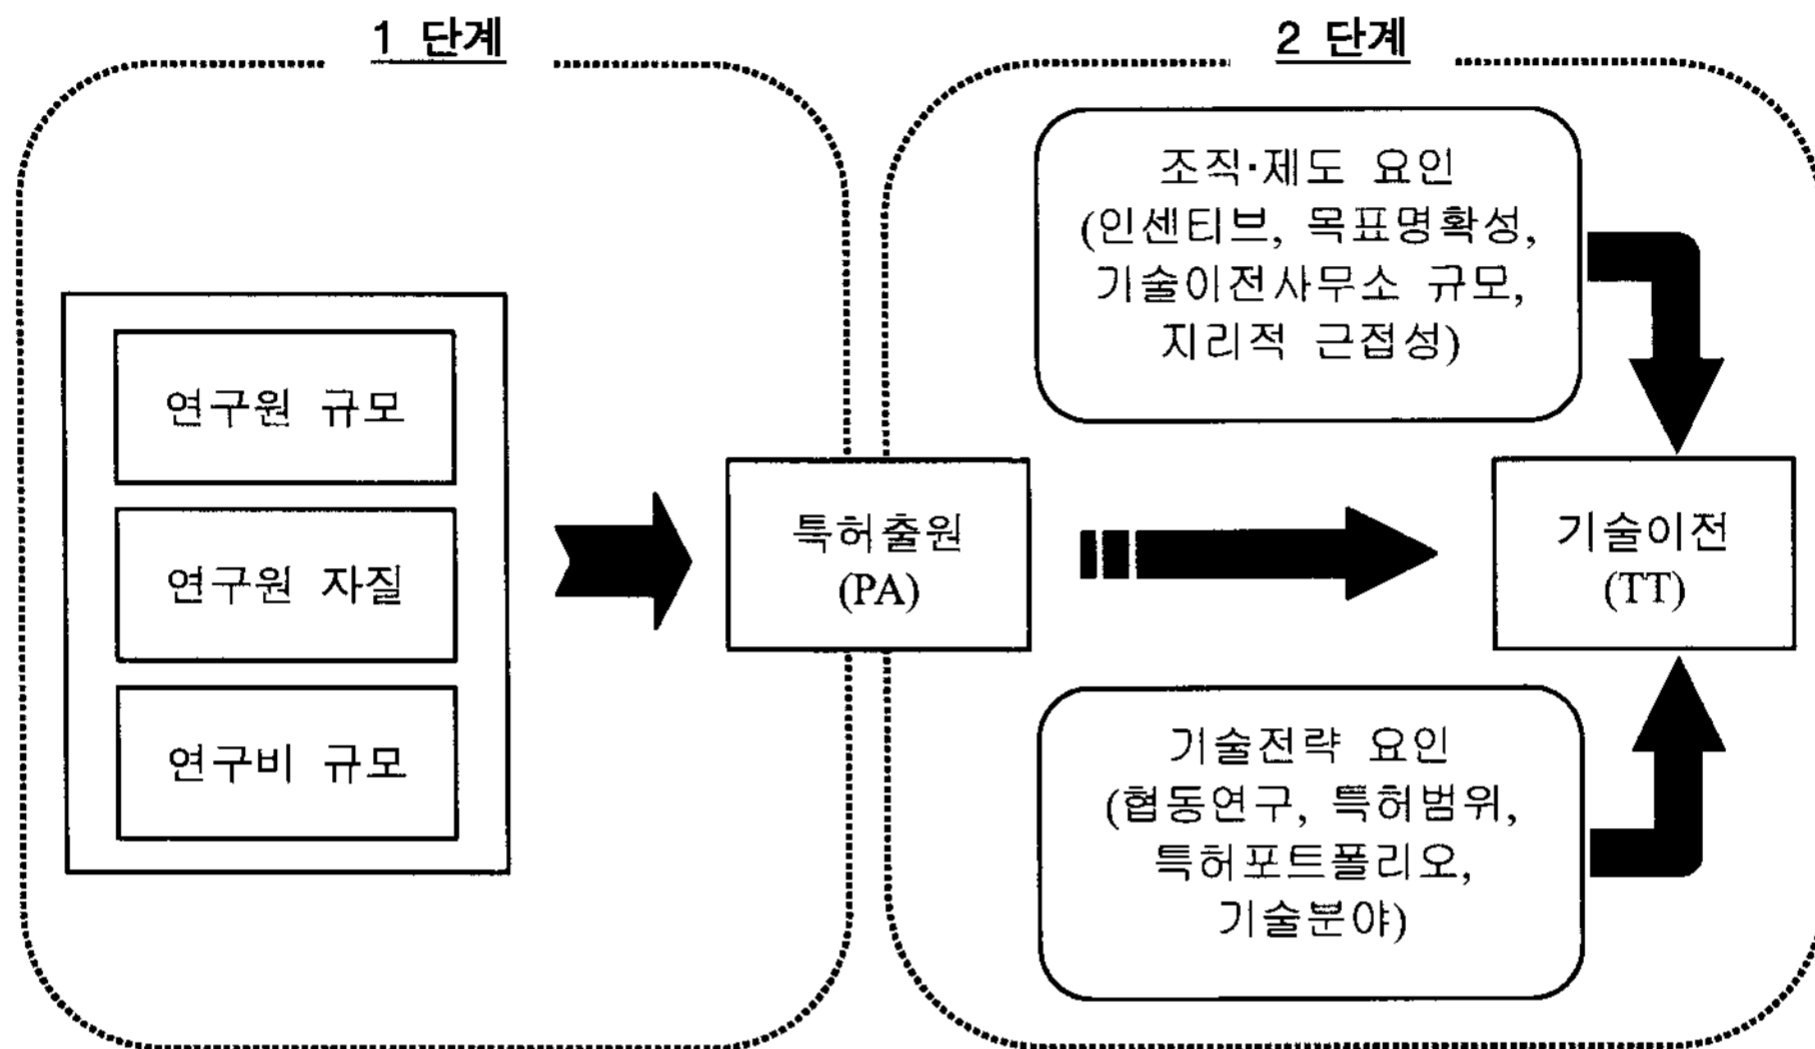 1 단계
연구원 규모
연구원 자질
연구비 규모
특허출원
(PA)
2 단계
조직·제도 요인
(인센티브, 목표명확성,
기술이전사무소 규모,
지리적 근접성)
기술이전
(TT)
기술전략 요인
(협동연구, 특허범위,
특허포트폴리오,
기술분야)